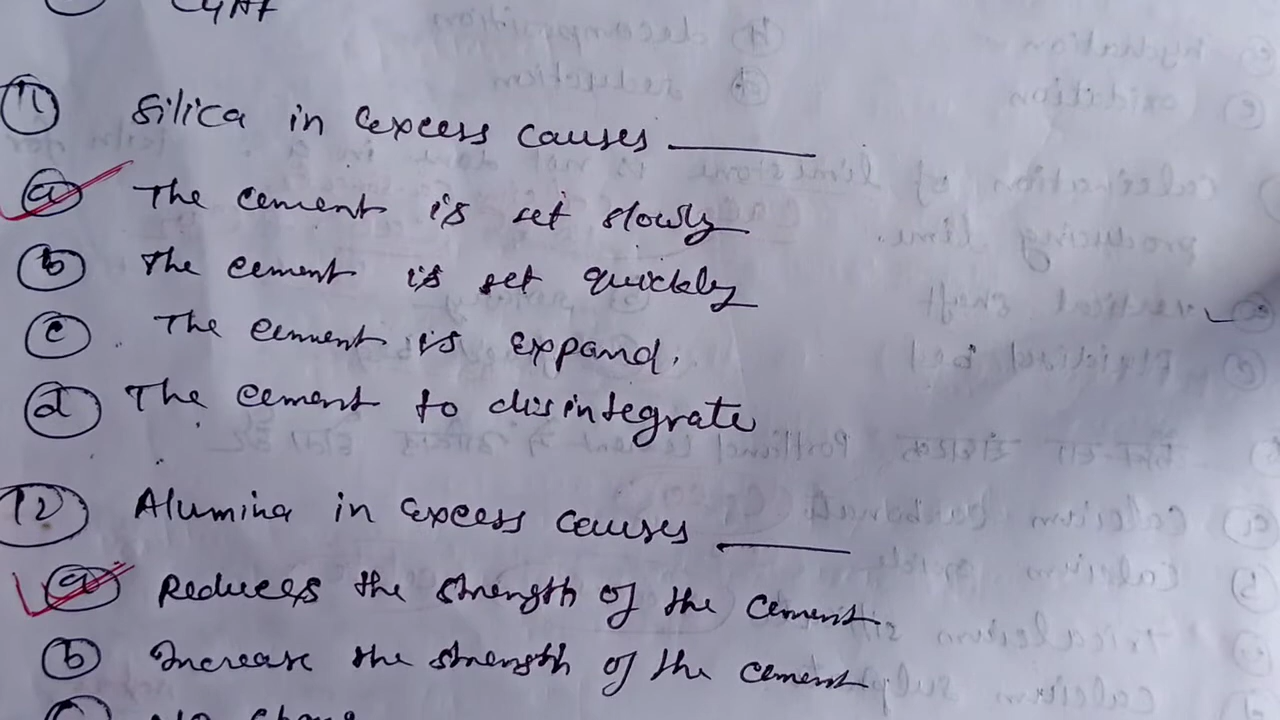 C4AF
11 Silica in excess causes ______
a The cement is set slowly
b The cement is set quickly
c The cement is expand.
d The cement to disintegrate
12 Alumina in excess causes ______
a Reduces the strength of the cement
b Increase the strength of the cement
c No